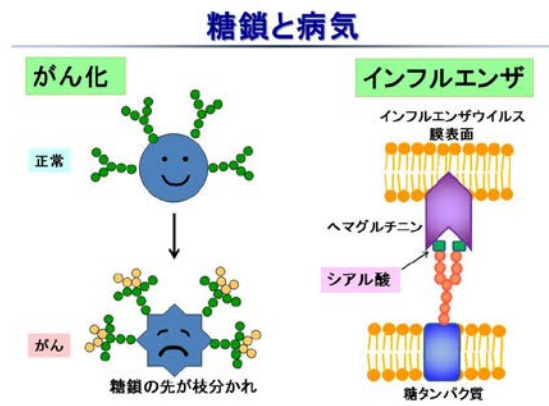 糖鎖と病気
がん化
正常
がん
糖鎖の先が枝分かれ
インフルエンザ
インフルエンザウイルス
膜表面
ヘマグルチニン
シアル酸
糖タンパク質